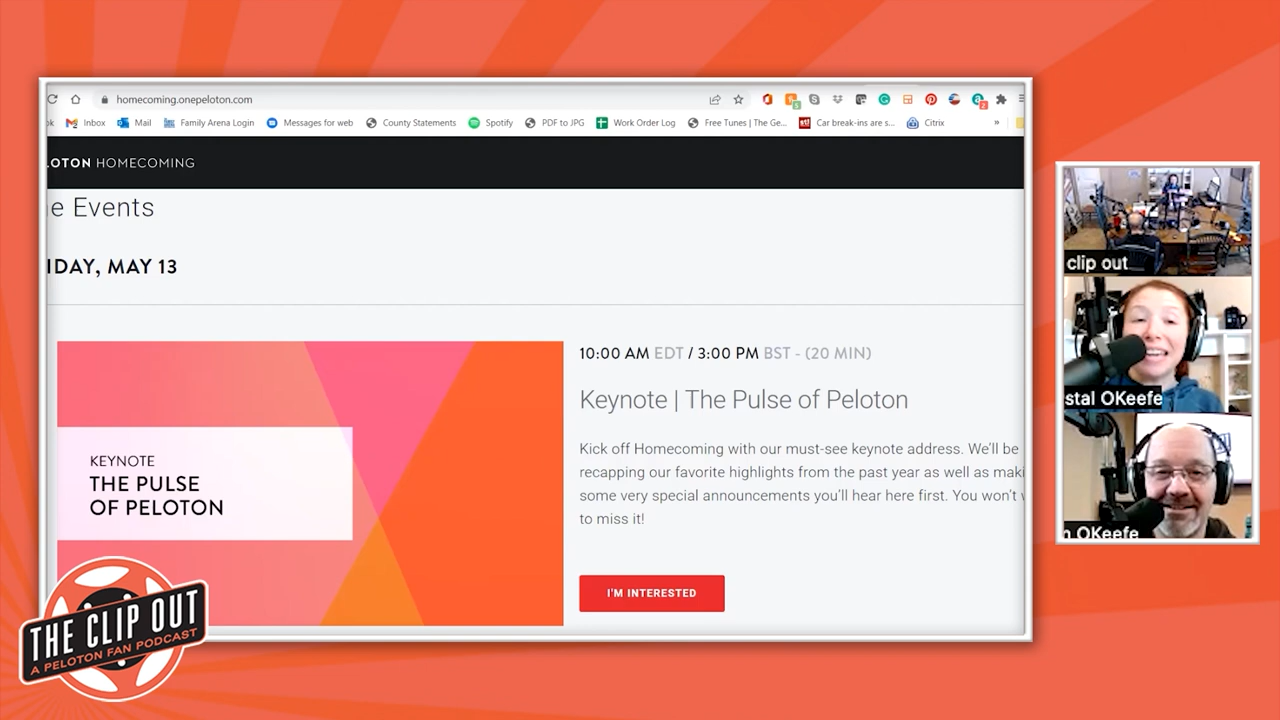 homecoming.onepeloton.com
Inbox
Mail
Family Arena Login
Messages for web
County Statements
Spotify
PDF to JPG
Work Order Log
Free Tunes | The Ge...
Car break-ins are s...
Citrix
»
LOTON HOMECOMING
e Events
IDAY, MAY 13
10:00 AM EDT / 3:00 PM BST - (20 MIN)
Keynote | The Pulse of Peloton
Kick off Homecoming with our must-see keynote address. We'll be
recapping our favorite highlights from the past year as well as maki
some very special announcements you'll hear here first. You won't
to miss it!
I'M INTERESTED
KEYNOTE
THE PULSE
OF PELOTON
clip out
stal OKeefe
OKeefe
THE CLIP OUT
A PELOTON FAN PODCAST